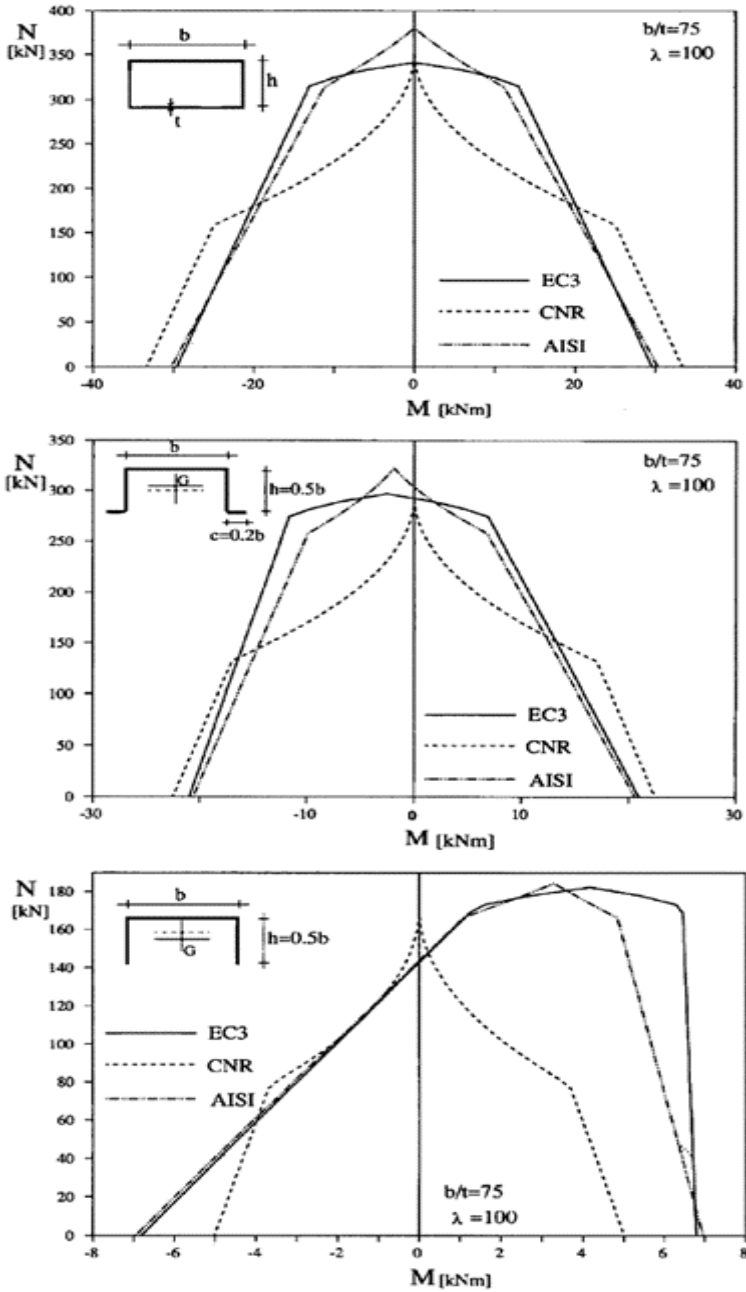 N
[kN]
400
350
300
250
200
150
100
50
0
b
h
t
b/t=75
λ =100
EC3
CNR
AISI
-40
-20
0
20
40
M [kNm]
N
[kN]
350
300
250
200
150
100
50
0
b
G
h=0.5b
c=0.2b
b/t=75
λ =100
EC3
CNR
AISI
-30
-20
-10
0
10
20
30
M [kNm]
N
[kN]
180
160
140
120
100
80
60
40
20
0
b
G
h=0.5b
EC3
CNR
AISI
b/t=75
λ =100
-8
-6
-4
-2
0
2
4
6
8
M [kNm]